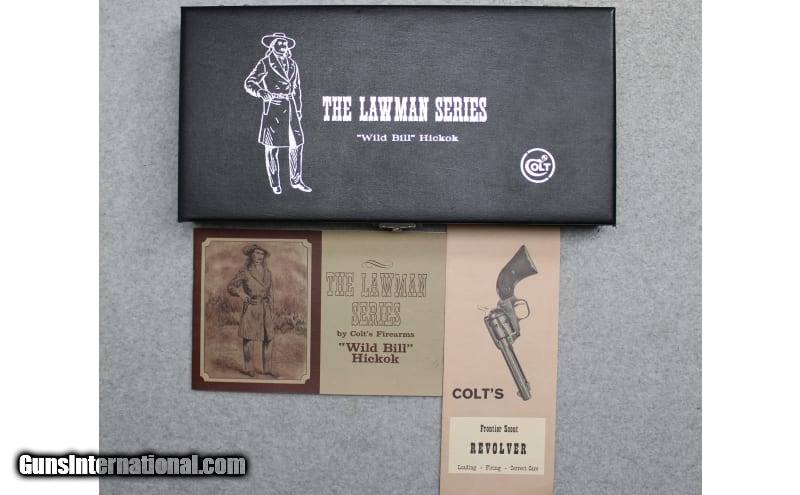 THE LAWMAN SERIES
"Wild Bill" Hickok
COLT
THE LAWMAN
SERIES
by Colt's Firearms
"Wild Bill"
Hickok
COLT'S
Frontier Scout
REVOLVER
Loading - Firing - Correct Care
GunsInternational.com